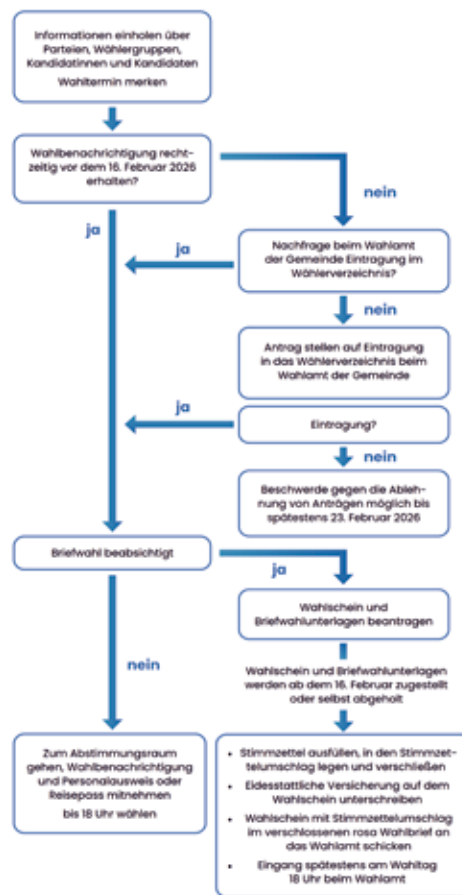 Informationen einholen über
Parteien, Wählergruppen,
Kandidatinnen und Kandidaten
Wahltermin merken
Wahlbenachrichtigung recht-
zeitig vor dem 16. Februar 2026
erhalten?
nein
ja
Nachfrage beim Wahlamt
der Gemeinde Eintragung im
Wählerverzeichnis?
ja
nein
Antrag stellen auf Eintragung
in das Wählerverzeichnis beim
Wahlamt der Gemeinde
ja
Eintragung?
nein
Beschwerde gegen die Ableh-
nung von Anträgen möglich bis
spätestens 23. Februar 2026
Briefwahl beabsichtigt
ja
Wahlschein und
Briefwahlunterlagen beantragen
nein
Wahlschein und Briefwahlunterlagen
werden ab dem 16. Februar zugestellt
oder selbst abgeholt
Zum Abstimmungsraum
gehen, Wahlbenachrichtigung
und Personalausweis oder
Reisepass mitnehmen
bis 18 Uhr wählen
• Stimmzettel ausfüllen, in den Stimmzet-
telumschlag legen und verschließen
• Eidesstattliche Versicherung auf dem
Wahlschein unterschreiben
• Wahlschein mit Stimmzettelumschlag
im verschlossenen rosa Wahlbrief an
das Wahlamt schicken
• Eingang spätestens am Wahltag
18 Uhr beim Wahlamt